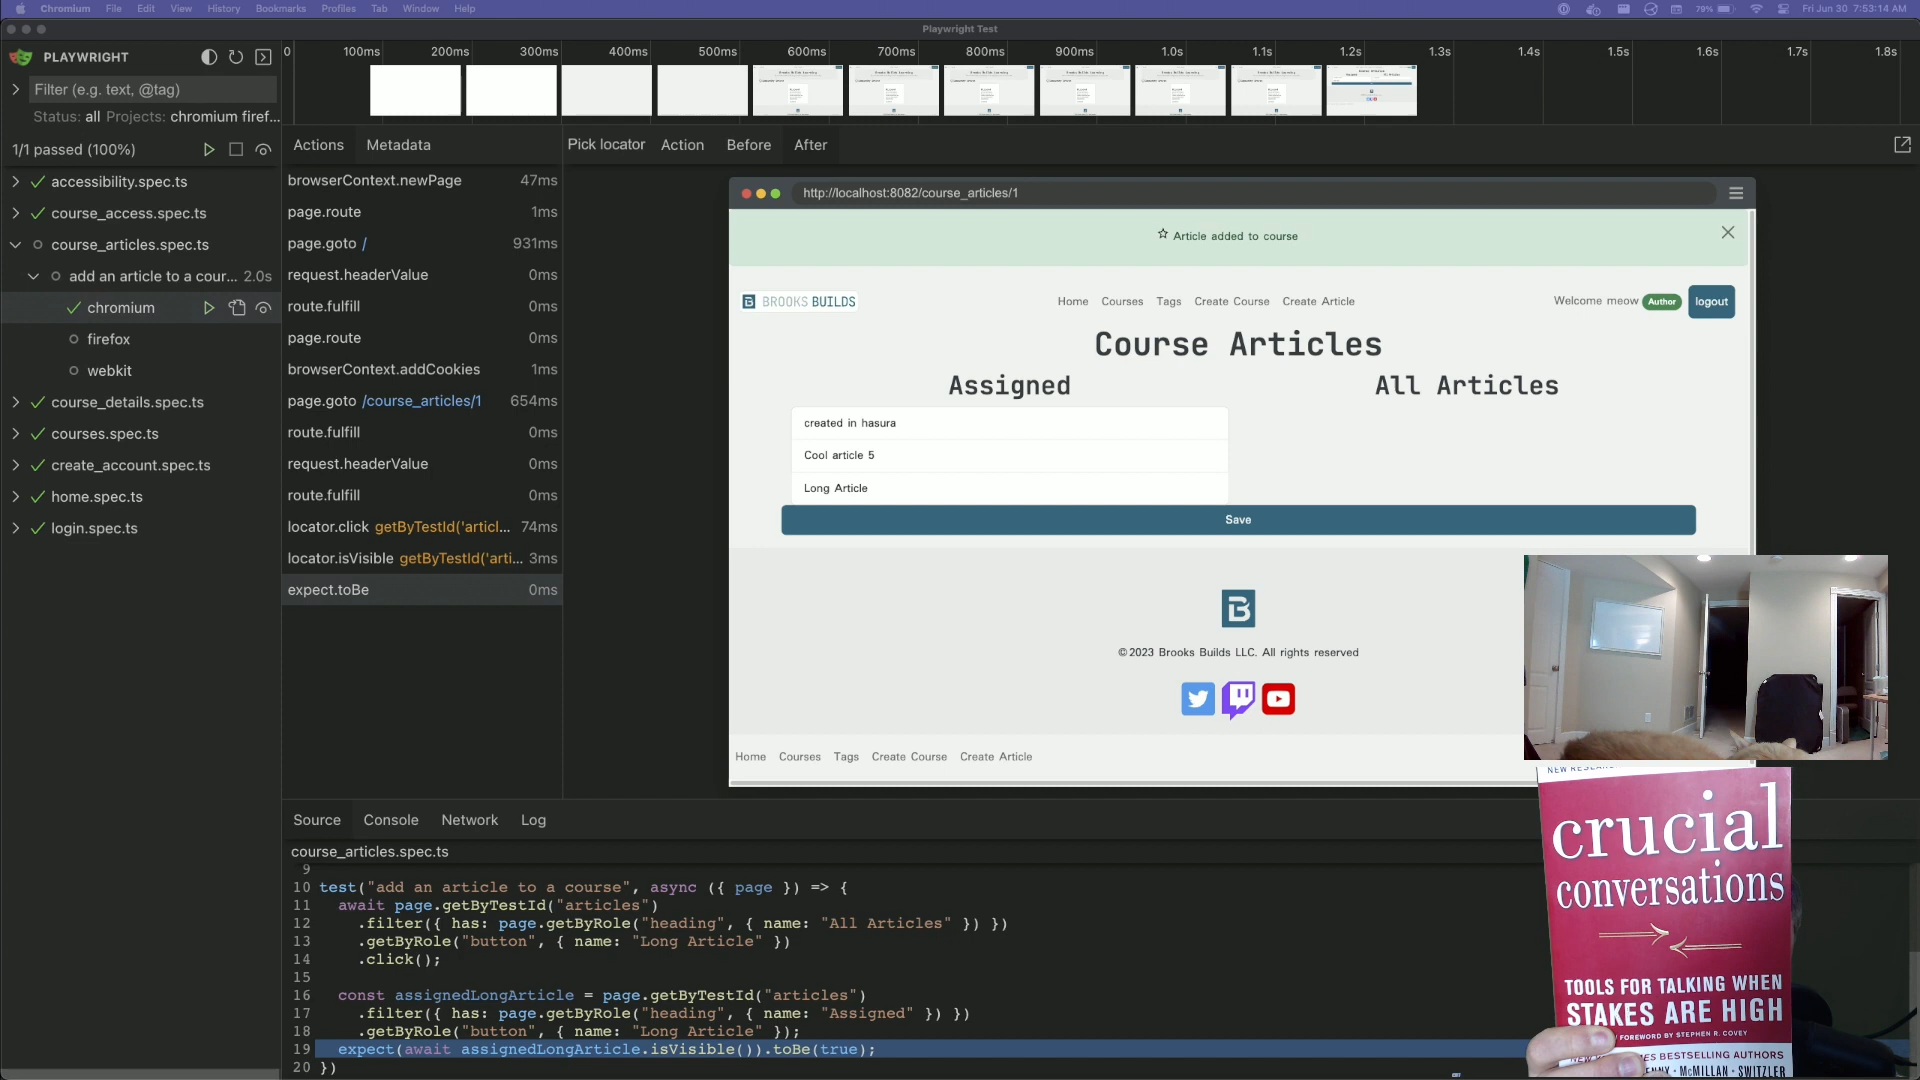 Chromium File Edit View History Bookmarks Profiles Tab Window Help
79% Fri Jun 30 7:53:14 AM
Playwright Test
PLAYWRIGHT
Filter (e.g. text, @tag)
Status: all Projects: chromium firef...
1/1 passed (100%)
accessibility.spec.ts
course_access.spec.ts
course_articles.spec.ts
add an article to a cour... 2.0s
chromium
firefox
webkit
course_details.spec.ts
courses.spec.ts
create_account.spec.ts
home.spec.ts
login.spec.ts
0 100ms 200ms 300ms 400ms 500ms 600ms 700ms 800ms 900ms 1.0s 1.1s 1.2s 1.3s 1.4s 1.5s 1.6s 1.7s 1.8s
Actions Metadata
browserContext.newPage 47ms
page.route 1ms
page.goto / 931ms
request.headerValue 0ms
route.fulfill 0ms
page.route 0ms
browserContext.addCookies 1ms
page.goto /course_articles/1 654ms
route.fulfill 0ms
request.headerValue 0ms
route.fulfill 0ms
locator.click getByTestId('articl... 74ms
locator.isVisible getByTestId('arti... 3ms
expect.toBe 0ms
Pick locator Action Before After
http://localhost:8082/course_articles/1
Article added to course
BROOKS BUILDS
Home Courses Tags Create Course Create Article
Welcome meow Author logout
Course Articles
Assigned
All Articles
created in hasura
Cool article 5
Long Article
Save
B
©2023 Brooks Builds LLC. All rights reserved
Home Courses Tags Create Course Create Article
Source Console Network Log
course_articles.spec.ts
9
10 test("add an article to a course", async ({ page }) => {
11 await page.getByTestId("articles")
12 .filter({ has: page.getByRole("heading", { name: "All Articles" }) })
13 .getByRole("button", { name: "Long Article" })
14 .click();
15
16 const assignedLongArticle = page.getByTestId("articles")
17 .filter({ has: page.getByRole("heading", { name: "Assigned" }) })
18 .getByRole("button", { name: "Long Article" });
19 expect(await assignedLongArticle.isVisible()).toBe(true);
20 })
crucial
conversations
TOOLS FOR TALKING WHEN
STAKES ARE HIGH
FOREWORD BY STEPHEN R. COVEY
BESTSELLING AUTHORS
McMILLAN · SWITZLER